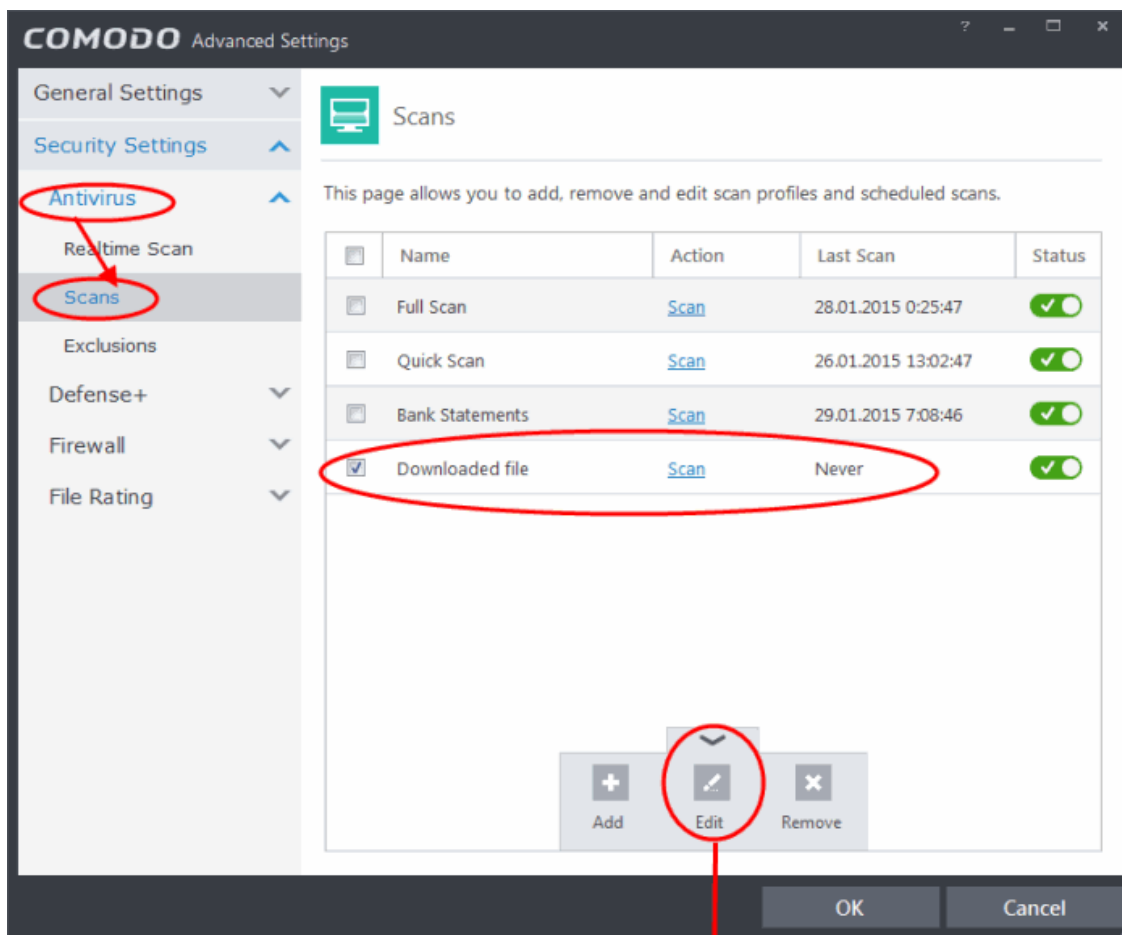 COMODO Advanced Settings ?
General Settings
Security Settings
Antivirus
Realtime Scan
Scans
Exclusions
Defense+
Firewall
File Rating
Scans
This page allows you to add, remove and edit scan profiles and scheduled scans.
Name Action Last Scan Status
Full Scan Scan 28.01.2015 0:25:47
Quick Scan Scan 26.01.2015 13:02:47
Bank Statements Scan 29.01.2015 7:08:46
Downloaded file Scan Never
Add Edit Remove
OK Cancel